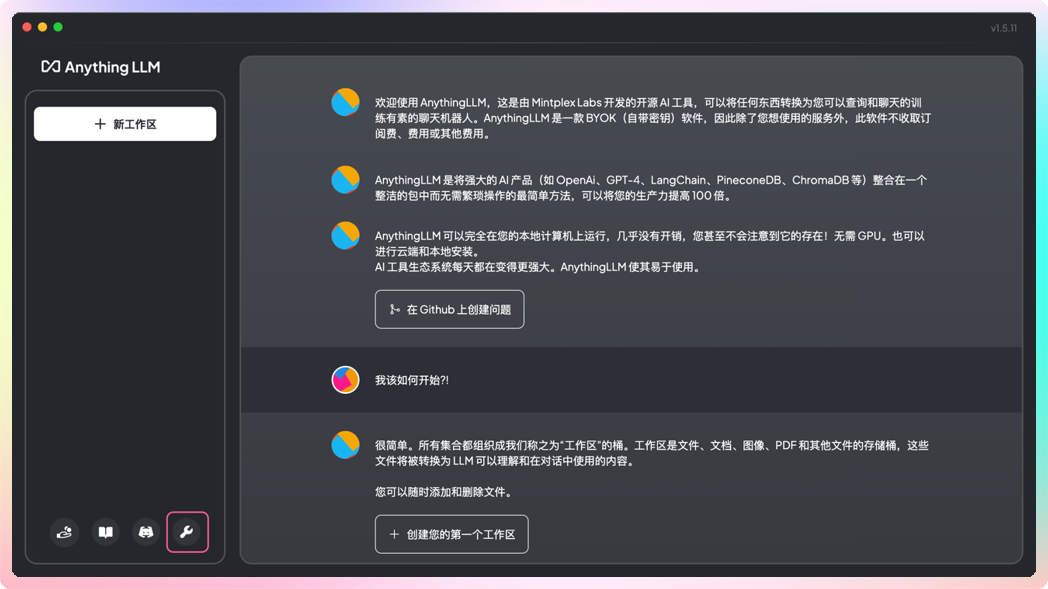 v1.5.11
Anything LLM
新工作区
欢迎使用 AnythingLLM，这是由 Mintplex Labs 开发的开源 AI 工具，可以将任何东西转换为您可以查询和聊天的训
练有素的聊天机器人。AnythingLLM 是一款 BYOK（自带密钥）软件，因此除了您想使用的服务外，此软件不收取订
阅费、费用或其他费用。
AnythingLLM 是将强大的 AI 产品（如 OpenAi、GPT-4、LangChain、PineconeDB、ChromaDB 等）整合在一个
整洁的包中而无需繁琐操作的最简单方法，可以将您的生产力提高 100 倍。
AnythingLLM 可以完全在您的本地计算机上运行，几乎没有开销，您甚至不会注意到它的存在！无需 GPU。也可以
进行云端和本地安装。
AI 工具生态系统每天都在变得更强大。AnythingLLM 使其易于使用。
在 Github 上创建问题
我该如何开始?!
很简单。所有集合都组织成我们称之为“工作区”的桶。工作区是文件、文档、图像、PDF 和其他文件的存储桶，这些
文件将被转换为 LLM 可以理解和在对话中使用的内容。
您可以随时添加和删除文件。
创建您的第一个工作区